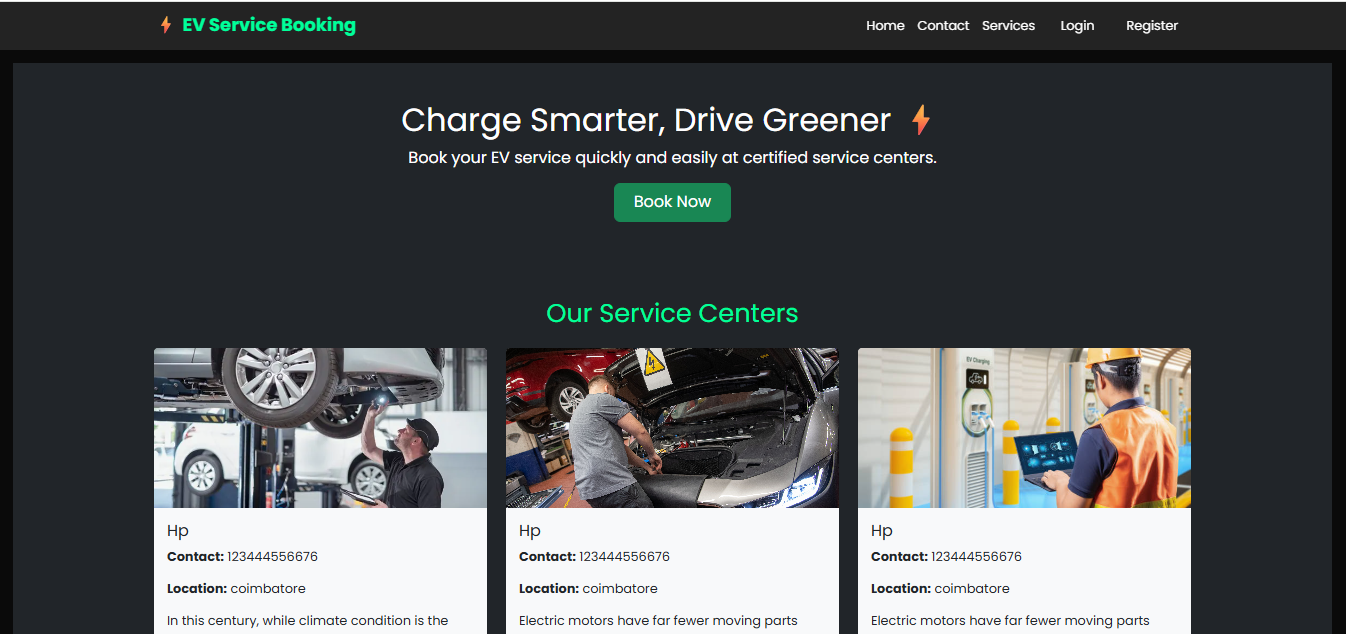 EV Service Booking
Home Contact Services Login Register
Charge Smarter, Drive Greener
Book your EV service quickly and easily at certified service centers.
Book Now
Our Service Centers
EV Charging
Hp
Contact: 123444556676
Location: coimbatore
In this century, while climate condition is the
Hp
Contact: 123444556676
Location: coimbatore
Electric motors have far fewer moving parts
Hp
Contact: 123444556676
Location: coimbatore
Electric motors have far fewer moving parts